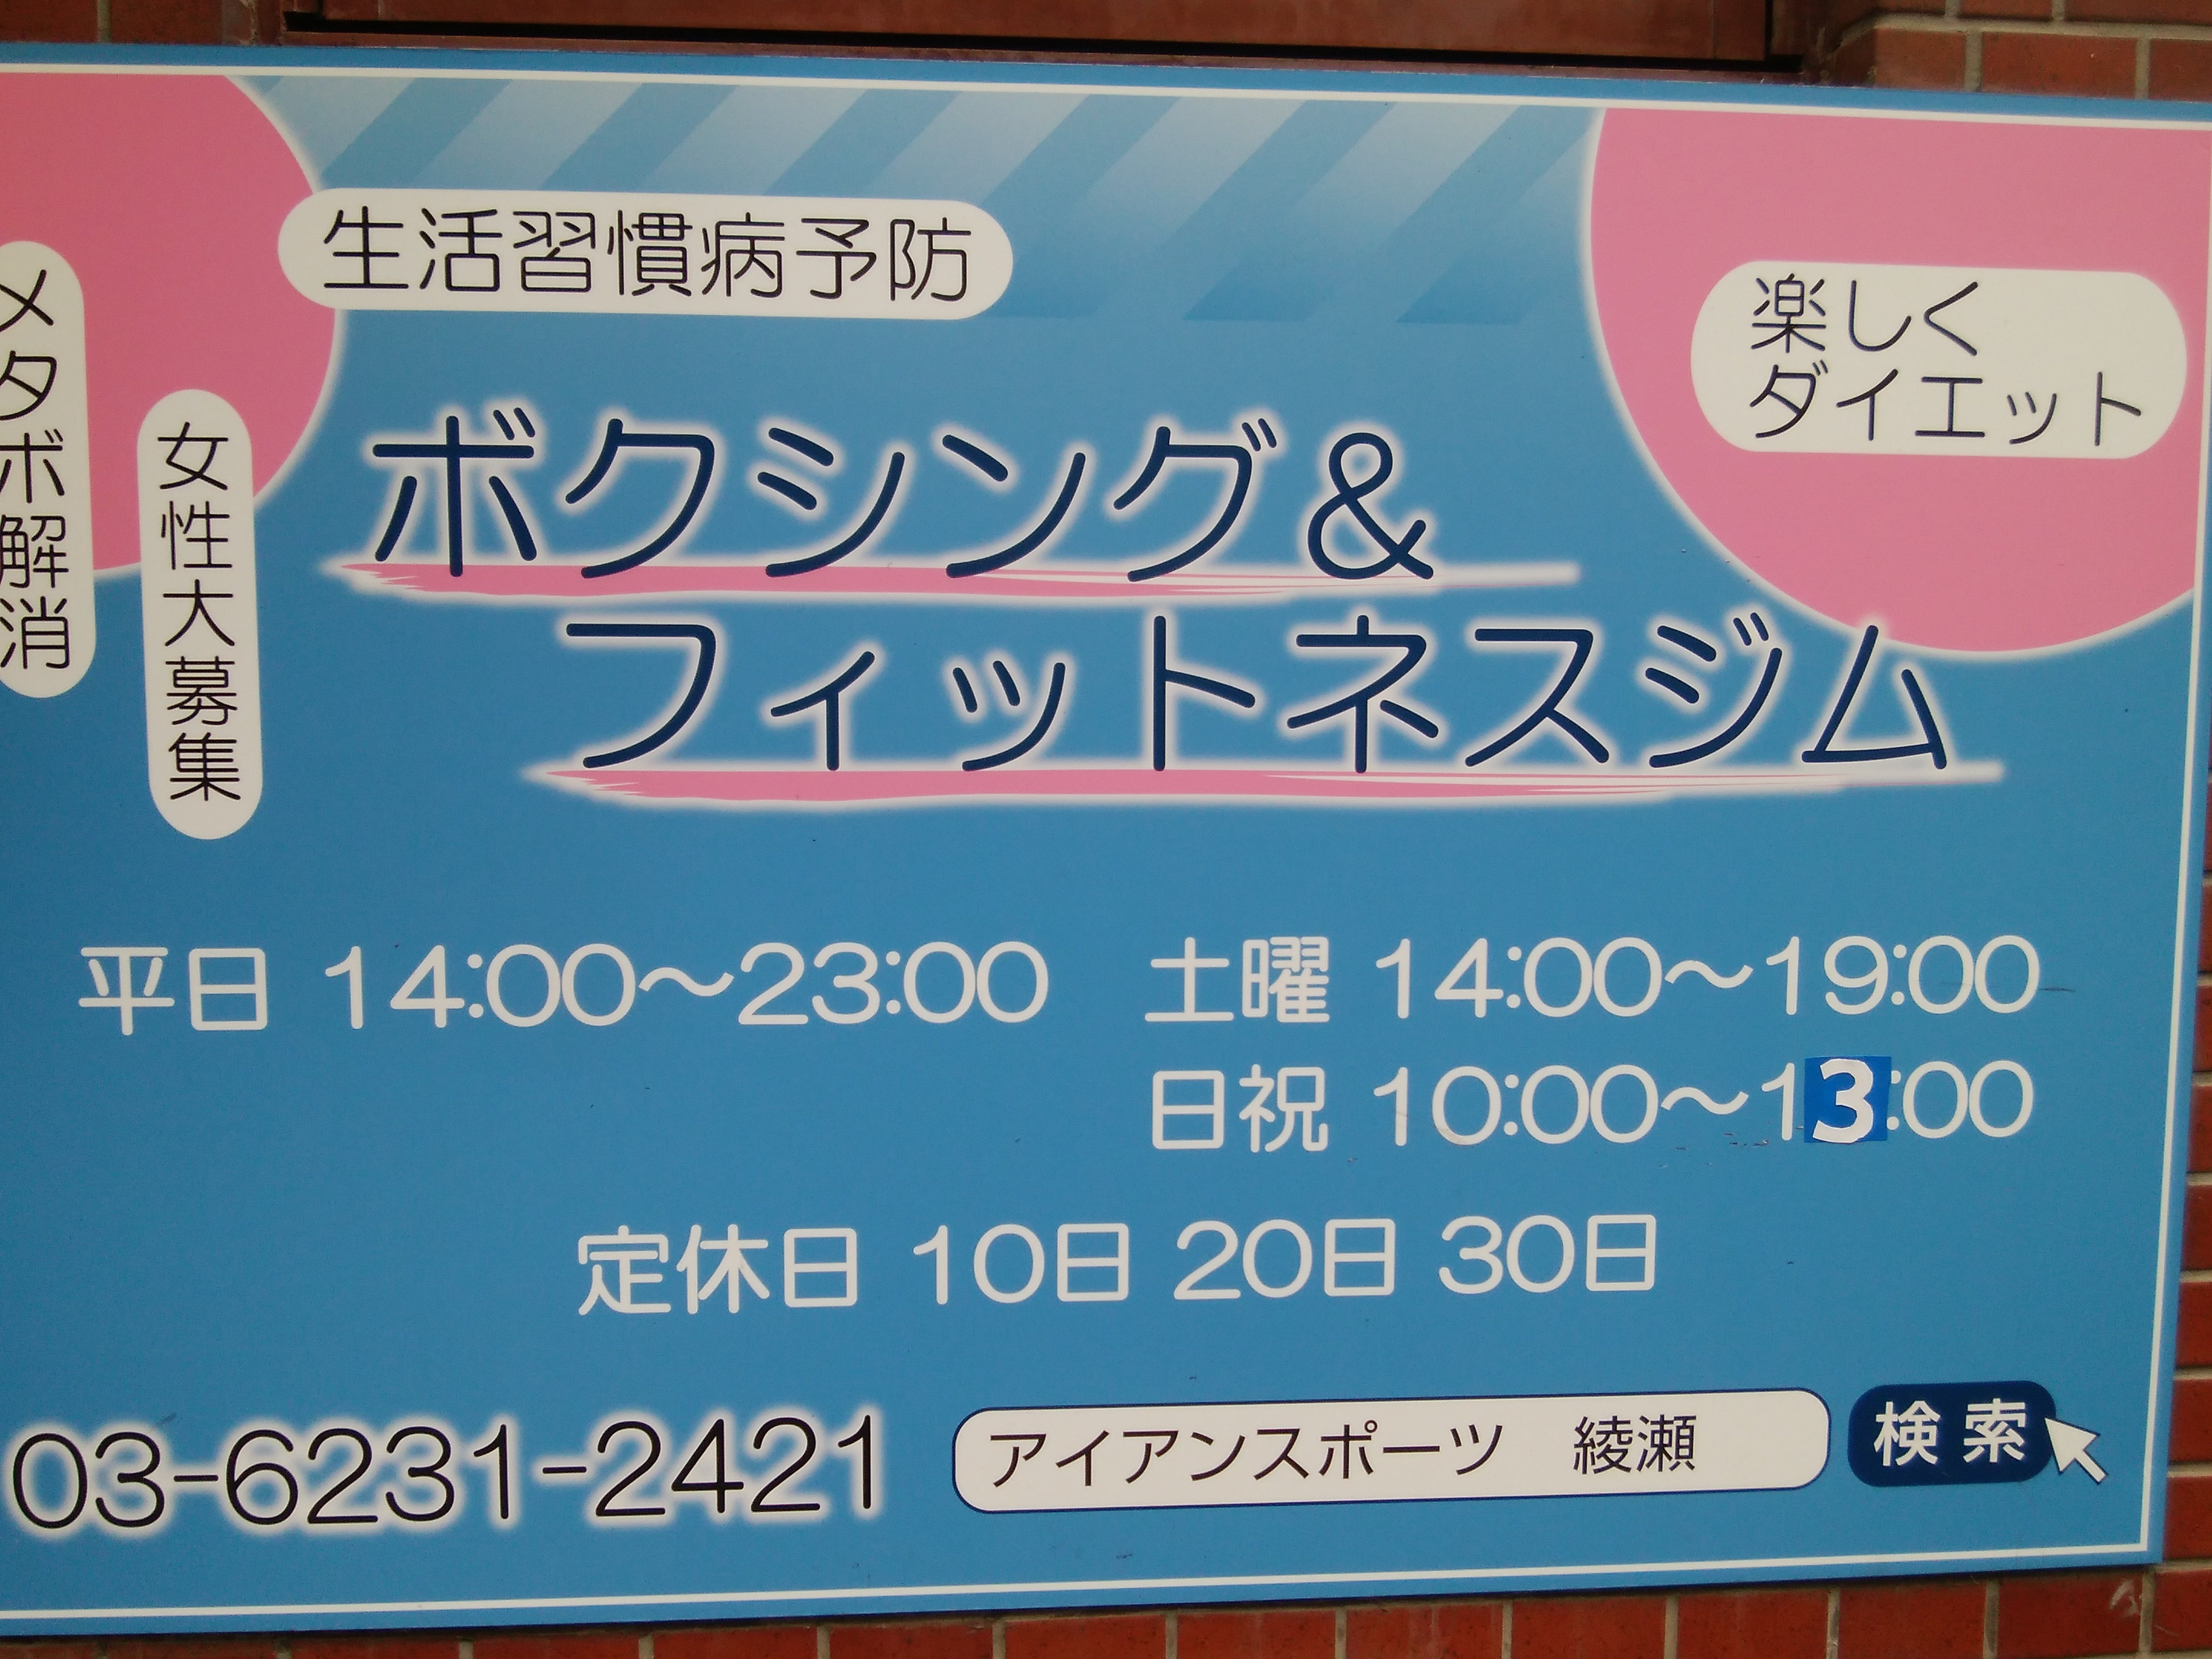 生活習慣病予防
楽しく
ダイエット
メタボ解消
女性大募集
ボクシング&
フィットネスジム
平日 14:00～23:00
土曜 14:00～19:00
日祝 10:00～13:00
定休日 10日 20日 30日
03-6231-2421
アイアンスポーツ 綾瀬
検索